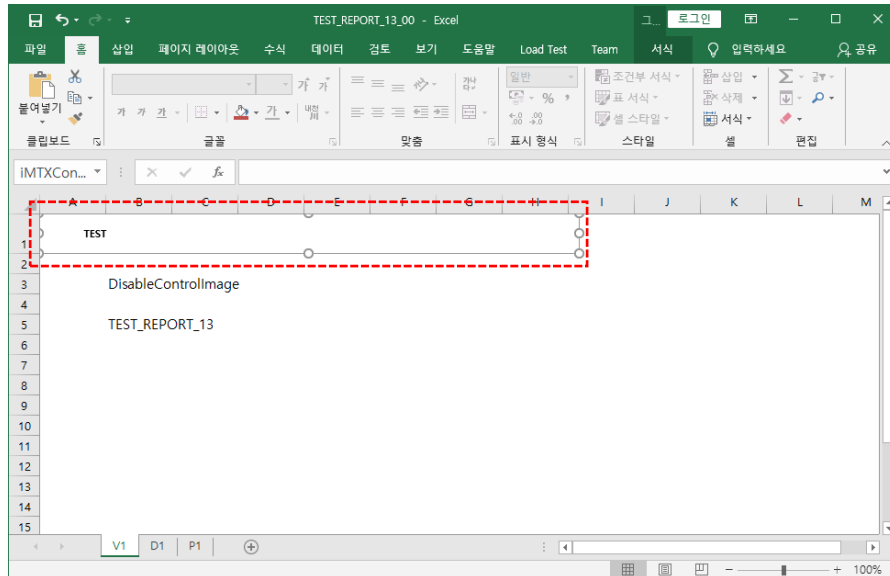 TEST_REPORT_13_00 - Excel
그... 로그인
파일 홈 삽입 페이지 레이아웃 수식 데이터 검토 보기 도움말 Load Test Team 서식 입력하세요 공유
붙여넣기
가 가 가 가 내천 가 가
일반
%
조건부 서식
표 서식
셀 스타일
삽입
삭제
서식
클립보드 글꼴 맞춤 표시 형식 스타일 셀 편집
iMTXCon... fx
A B C D E F G H I J K L M
1 TEST
2
3 DisableControlImage
4
5 TEST_REPORT_13
6
7
8
9
10
11
12
13
14
15
V1 D1 P1
100%